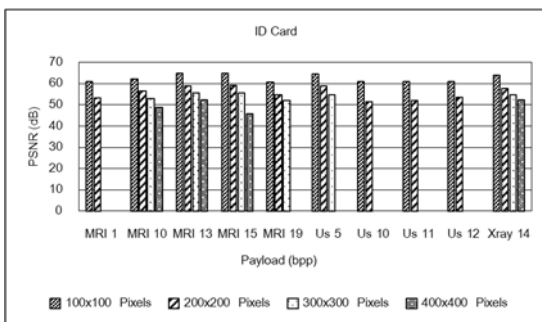 ID Card
70
60
50
40
30
20
10
0
PSNR (dB)
MRI 1 MRI 10 MRI 13 MRI 15 MRI 19 Us 5 Us 10 Us 11 Us 12 Xray 14
Payload (bpp)
100x100 Pixels 200x200 Pixels 300x300 Pixels 400x400 Pixels